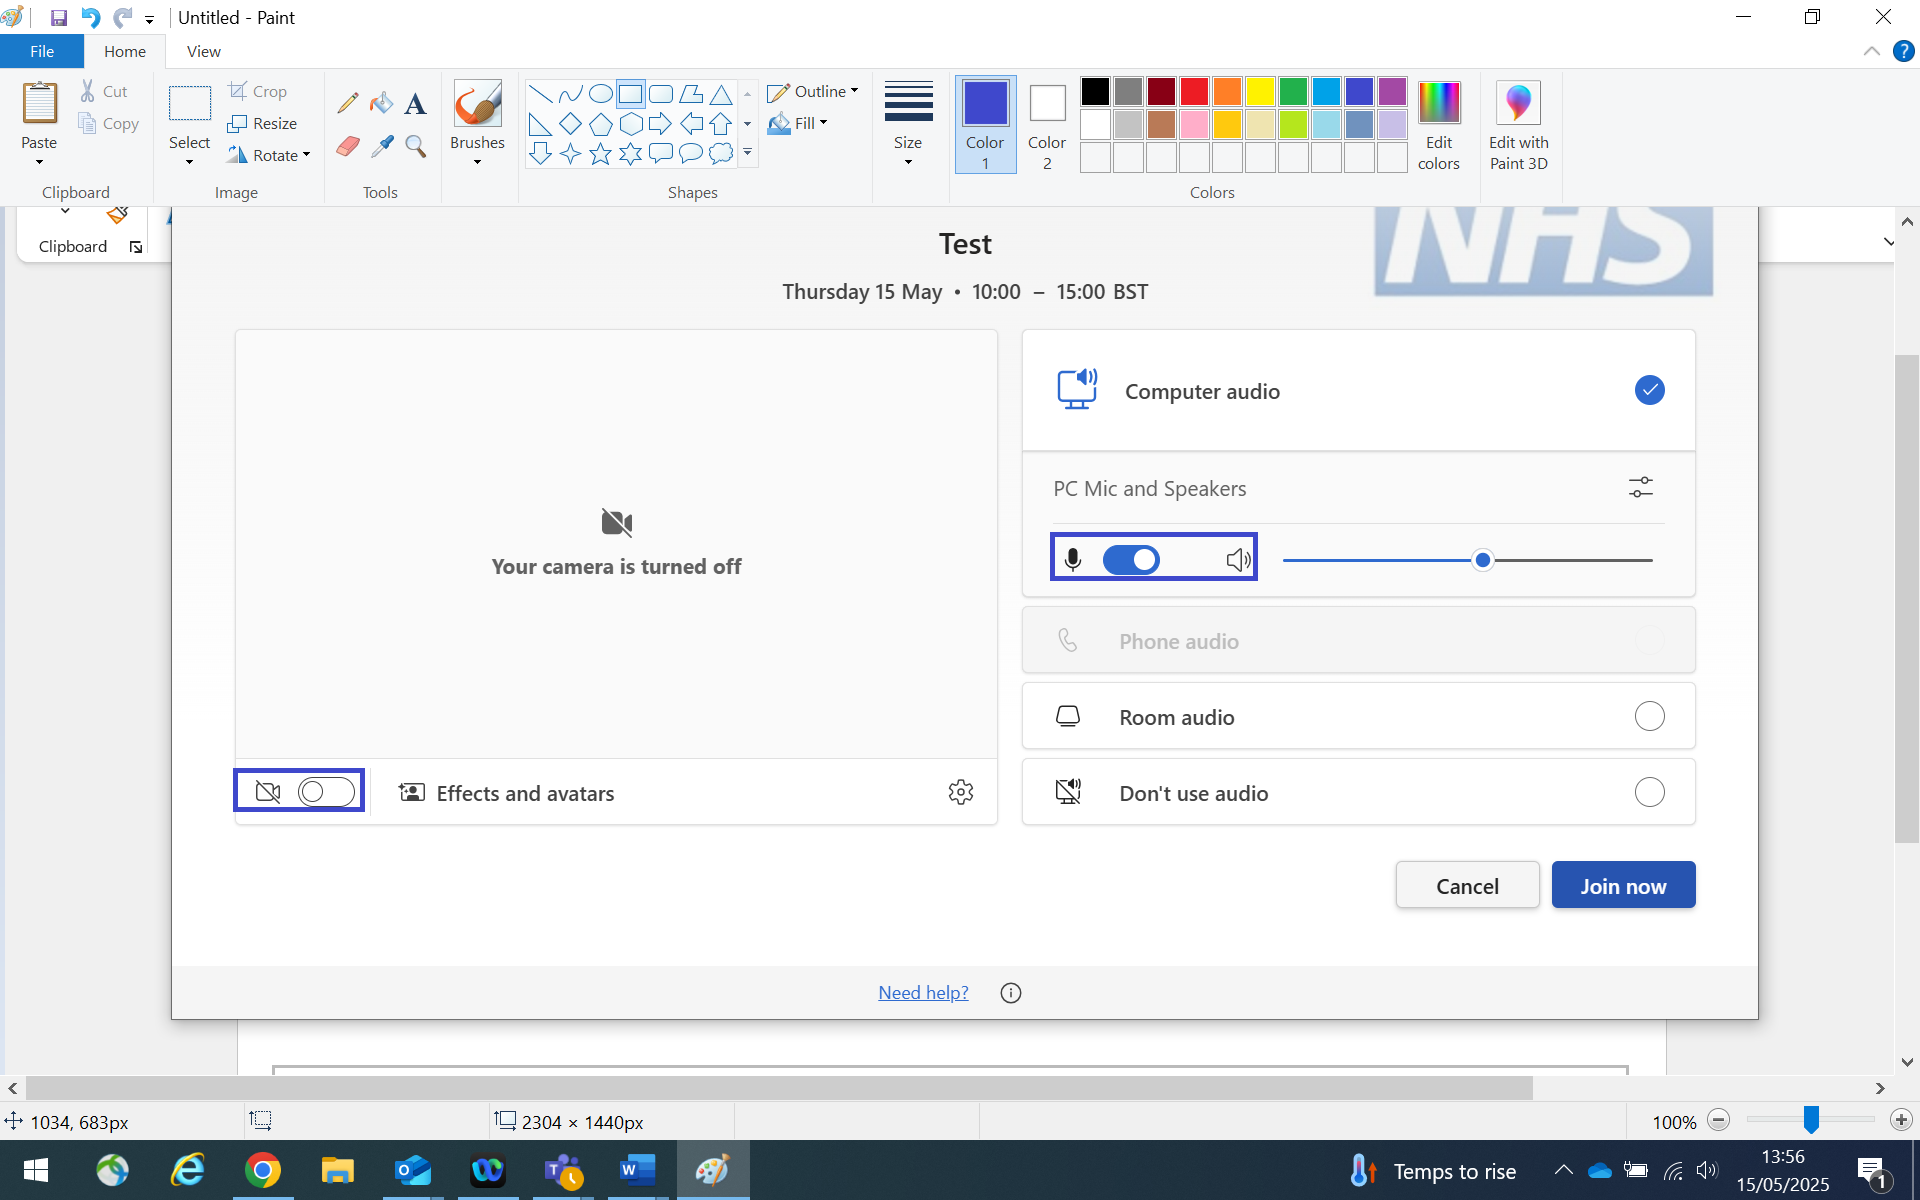 Untitled - Paint
File Home View
Paste
Cut
Copy
Clipboard
Select
Crop
Resize
Rotate
Image
Tools
Brushes
Outline
Fill
Shapes
Size
Color 1
Color 2
Colors
Edit colors
Edit with Paint 3D
Clipboard
NHS
Test
Thursday 15 May • 10:00 – 15:00 BST
Your camera is turned off
Effects and avatars
Computer audio
PC Mic and Speakers
Phone audio
Room audio
Don't use audio
Cancel Join now
Need help?
1034, 683px 2304 × 1440px 100%
Temps to rise
13:56
15/05/2025
1